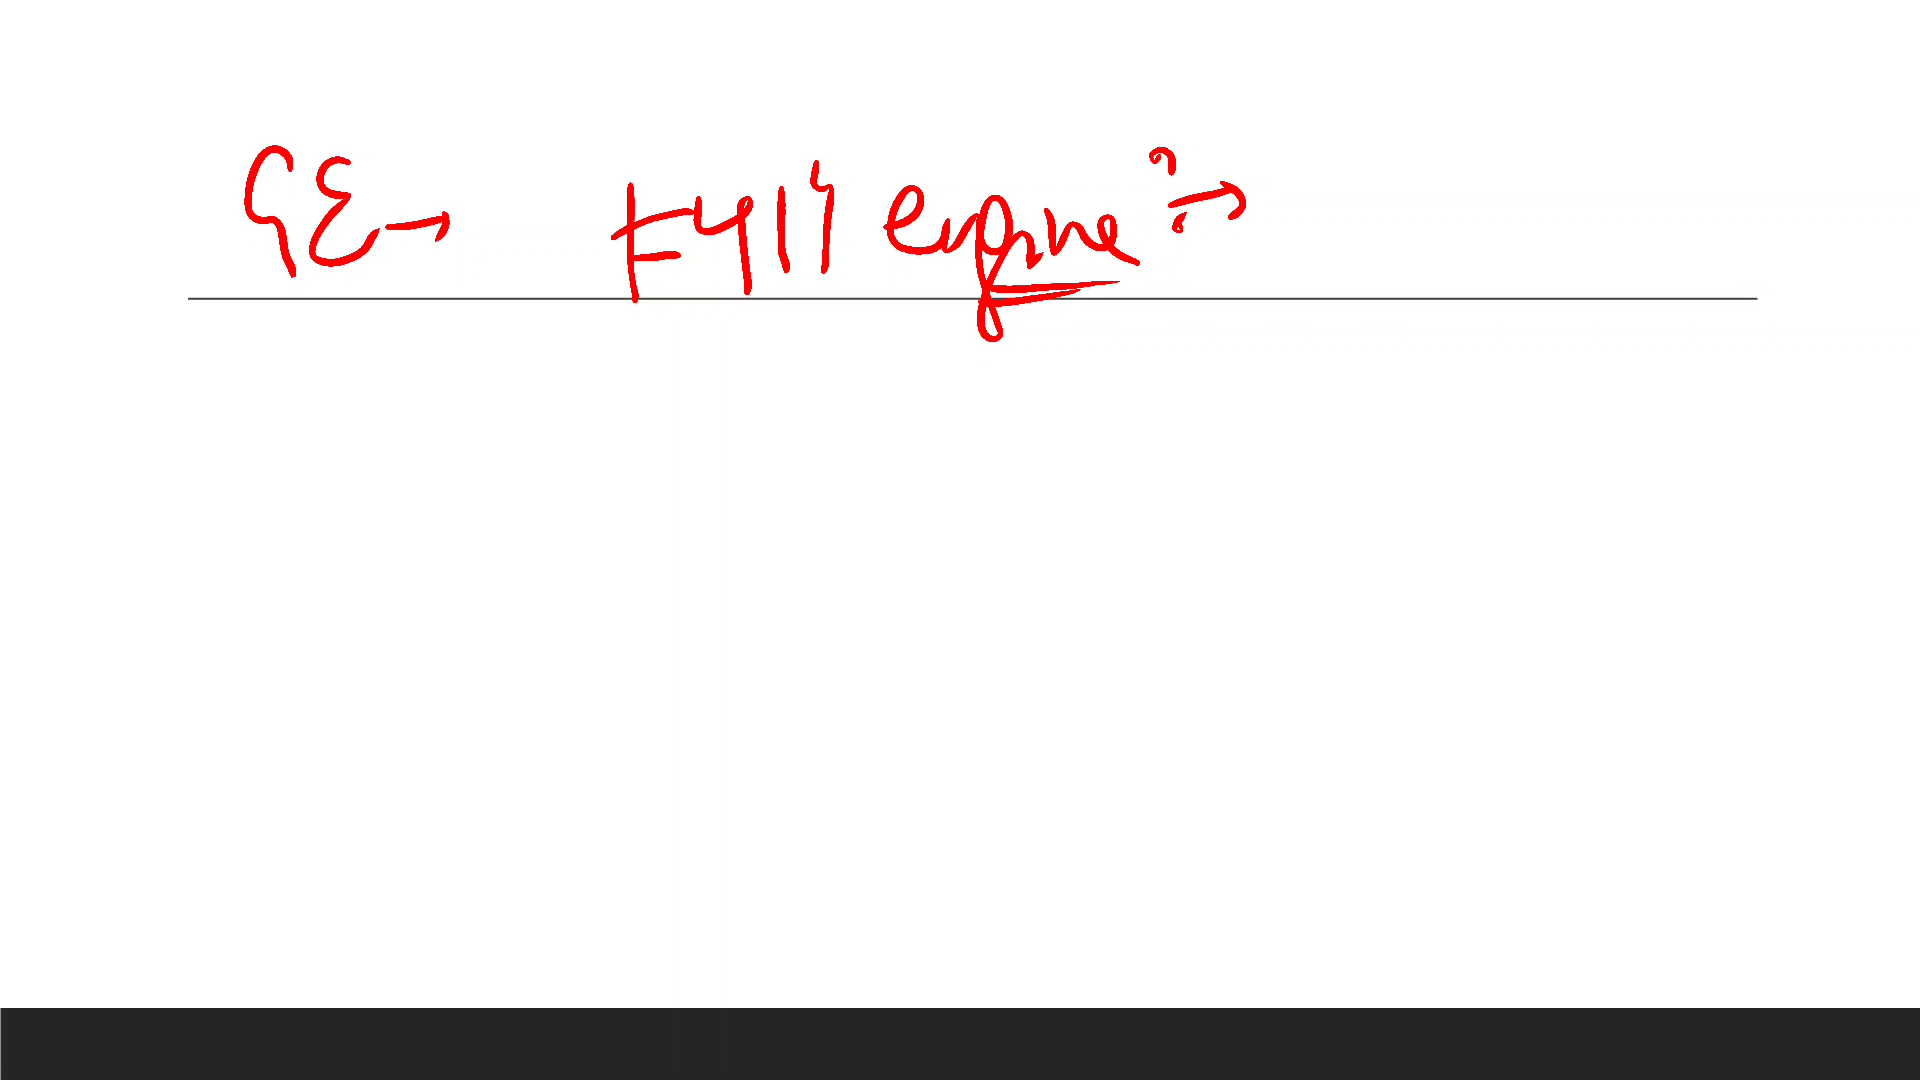 GE → F414 engine ? →